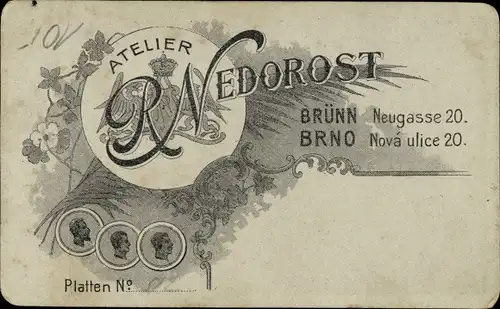 ATELIER
R. NEDOROST
BRÜNN Neugasse 20.
BRNO Nová ulice 20.
Platten Nº